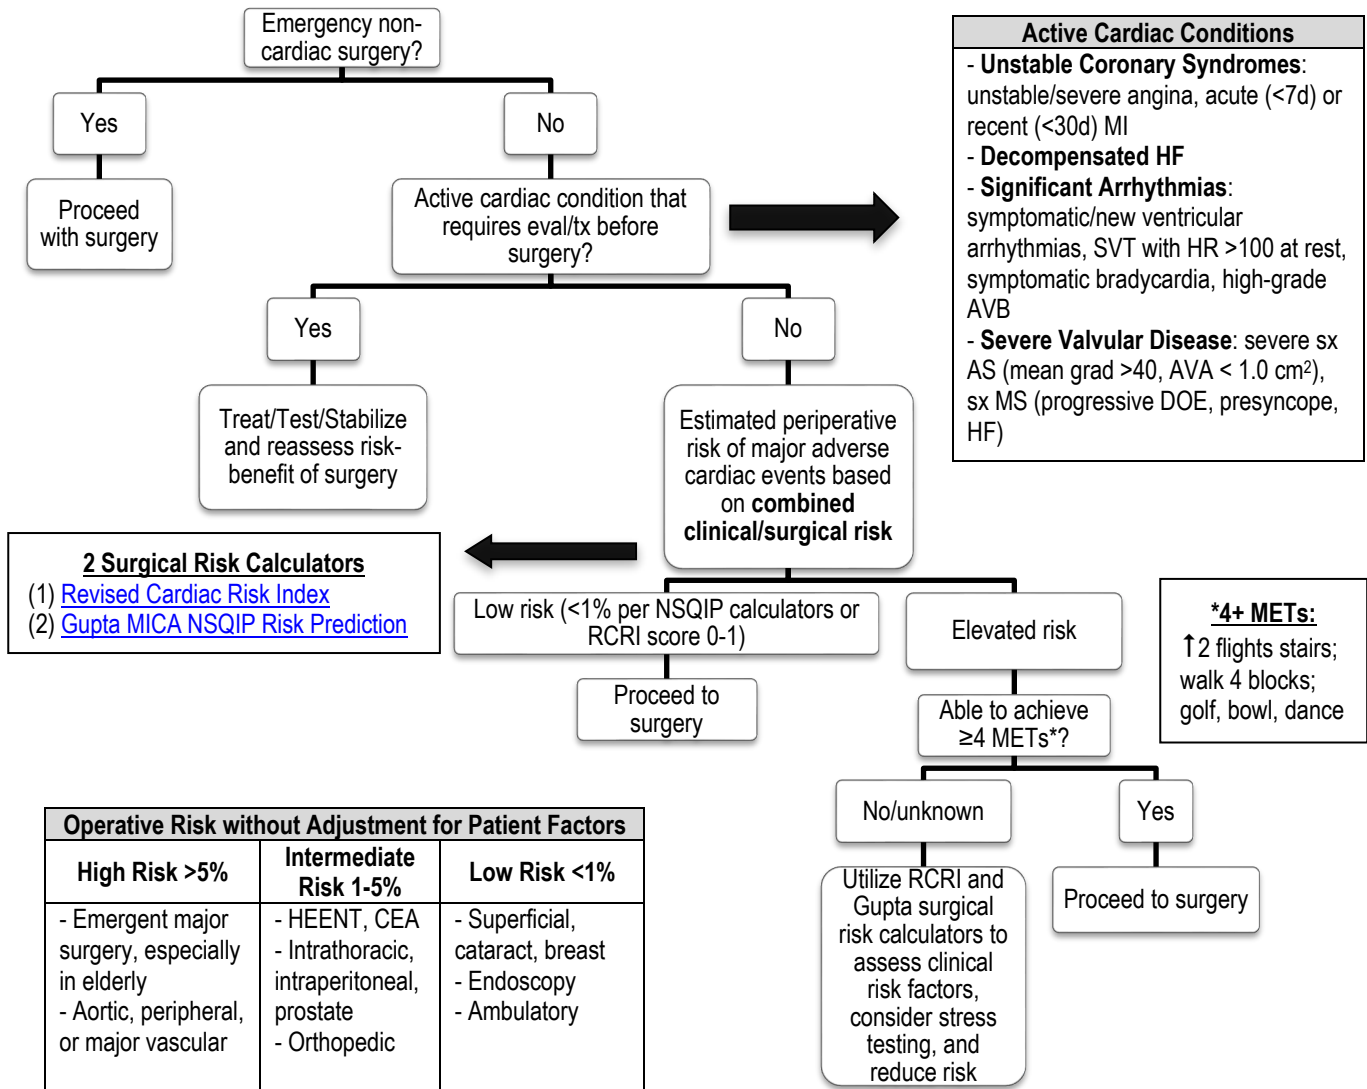 Emergency non-
cardiac surgery?
Yes
No
Proceed
with surgery
Active cardiac condition that
requires eval/tx before
surgery?
Active Cardiac Conditions
- Unstable Coronary Syndromes:
unstable/severe angina, acute (<7d) or
recent (<30d) MI
- Decompensated HF
- Significant Arrhythmias:
symptomatic/new ventricular
arrhythmias, SVT with HR >100 at rest,
symptomatic bradycardia, high-grade
AVB
- Severe Valvular Disease: severe sx
AS (mean grad >40, AVA < 1.0 cm²),
sx MS (progressive DOE, presyncope,
HF)
Yes
No
Treat/Test/Stabilize
and reassess risk-
benefit of surgery
Estimated periperative
risk of major adverse
cardiac events based
on combined
clinical/surgical risk
2 Surgical Risk Calculators
(1) Revised Cardiac Risk Index
(2) Gupta MICA NSQIP Risk Prediction
Low risk (<1% per NSQIP calculators or
RCRI score 0-1)
Elevated risk
*4+ METs:
↑2 flights stairs;
walk 4 blocks;
golf, bowl, dance
Proceed to
surgery
Able to achieve
≥4 METs*?
No/unknown
Yes
Utilize RCRI and
Gupta surgical
risk calculators to
assess clinical
risk factors,
consider stress
testing, and
reduce risk
Proceed to surgery
Operative Risk without Adjustment for Patient Factors
High Risk >5%
Intermediate
Risk 1-5%
Low Risk <1%
- Emergent major
surgery, especially
in elderly
- Aortic, peripheral,
or major vascular
- HEENT, CEA
- Intrathoracic,
intraperitoneal,
prostate
- Orthopedic
- Superficial,
cataract, breast
- Endoscopy
- Ambulatory